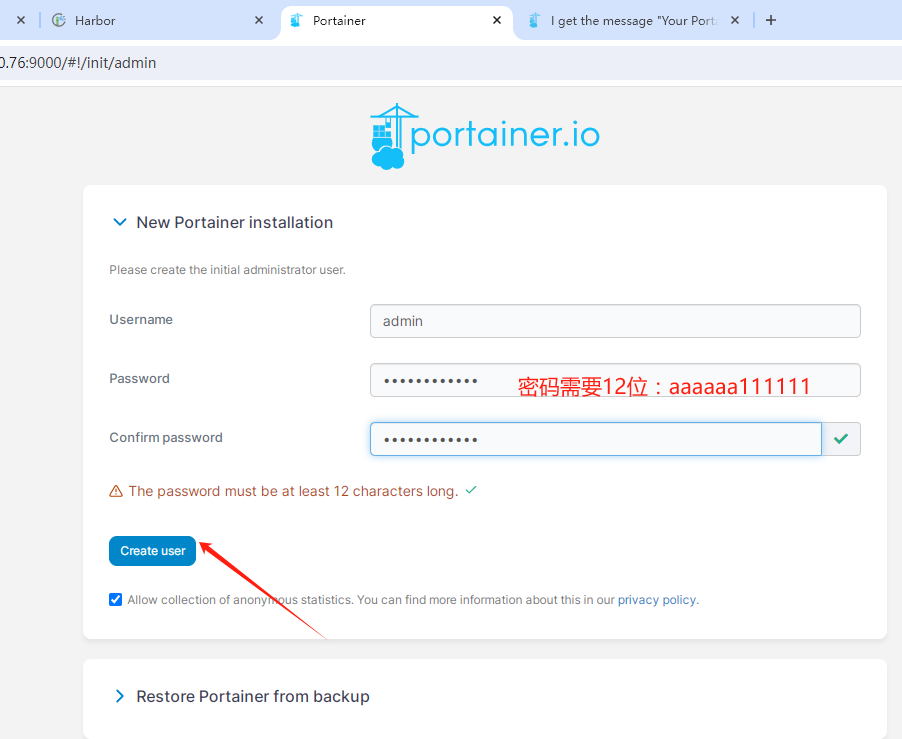 Harbor
Portainer
I get the message "Your Porta
0.76:9000/#!/init/admin
portainer.io
New Portainer installation
Please create the initial administrator user.
Username
admin
Password
••••••••••••
密码需要12位：aaaaaa111111
Confirm password
••••••••••••
The password must be at least 12 characters long.
Create user
Allow collection of anonymous statistics. You can find more information about this in our privacy policy.
Restore Portainer from backup